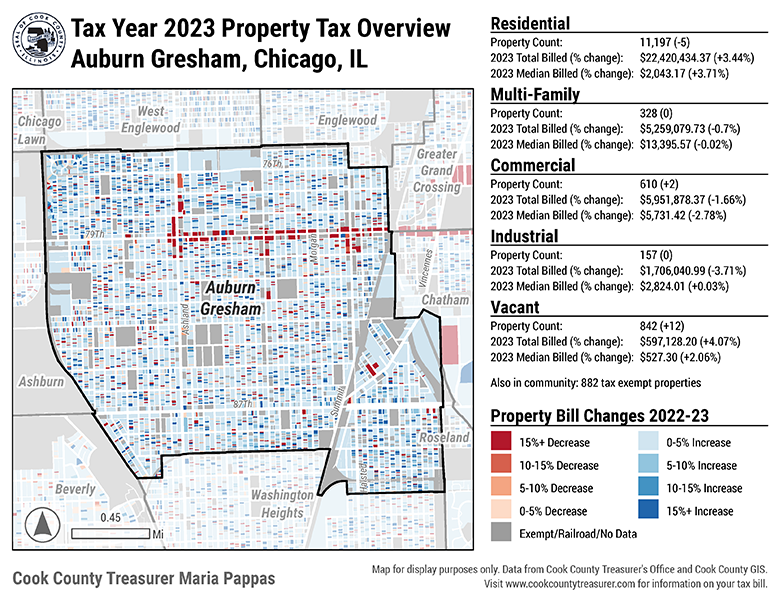 Tax Year 2023 Property Tax Overview
Auburn Gresham, Chicago, IL
Residential
Property Count: 11,197 (-5)
2023 Total Billed (% change): $22,420,434.37 (+3.44%)
2023 Median Billed (% change): $2,043.17 (+3.71%)
Multi-Family
Property Count: 328 (0)
2023 Total Billed (% change): $5,259,079.73 (-0.7%)
2023 Median Billed (% change): $13,395.57 (-0.02%)
Commercial
Property Count: 610 (+2)
2023 Total Billed (% change): $5,951,878.37 (-1.66%)
2023 Median Billed (% change): $5,731.42 (-2.78%)
Industrial
Property Count: 157 (0)
2023 Total Billed (% change): $1,706,040.99 (-3.71%)
2023 Median Billed (% change): $2,824.01 (+0.03%)
Vacant
Property Count: 842 (+12)
2023 Total Billed (% change): $597,128.20 (+4.07%)
2023 Median Billed (% change): $527.30 (+2.06%)
Also in community: 882 tax exempt properties
Property Bill Changes 2022-23
15%+ Decrease
10-15% Decrease
5-10% Decrease
0-5% Decrease
Exempt/Railroad/No Data
0-5% Increase
5-10% Increase
10-15% Increase
15%+ Increase
Chicago
Lawn
West
Englewood
Englewood
Greater
Grand
Crossing
76Th
79Th
Morgan
Vincennes
Auburn
Gresham
Ashland
Chatham
Ashburn
Summit
87Th
Roseland
Halsted
Beverly
Washington
Heights
0.45
Mi
Cook County Treasurer Maria Pappas
Map for display purposes only. Data from Cook County Treasurer's Office and Cook County GIS.
Visit www.cookcountytreasurer.com for information on your tax bill.